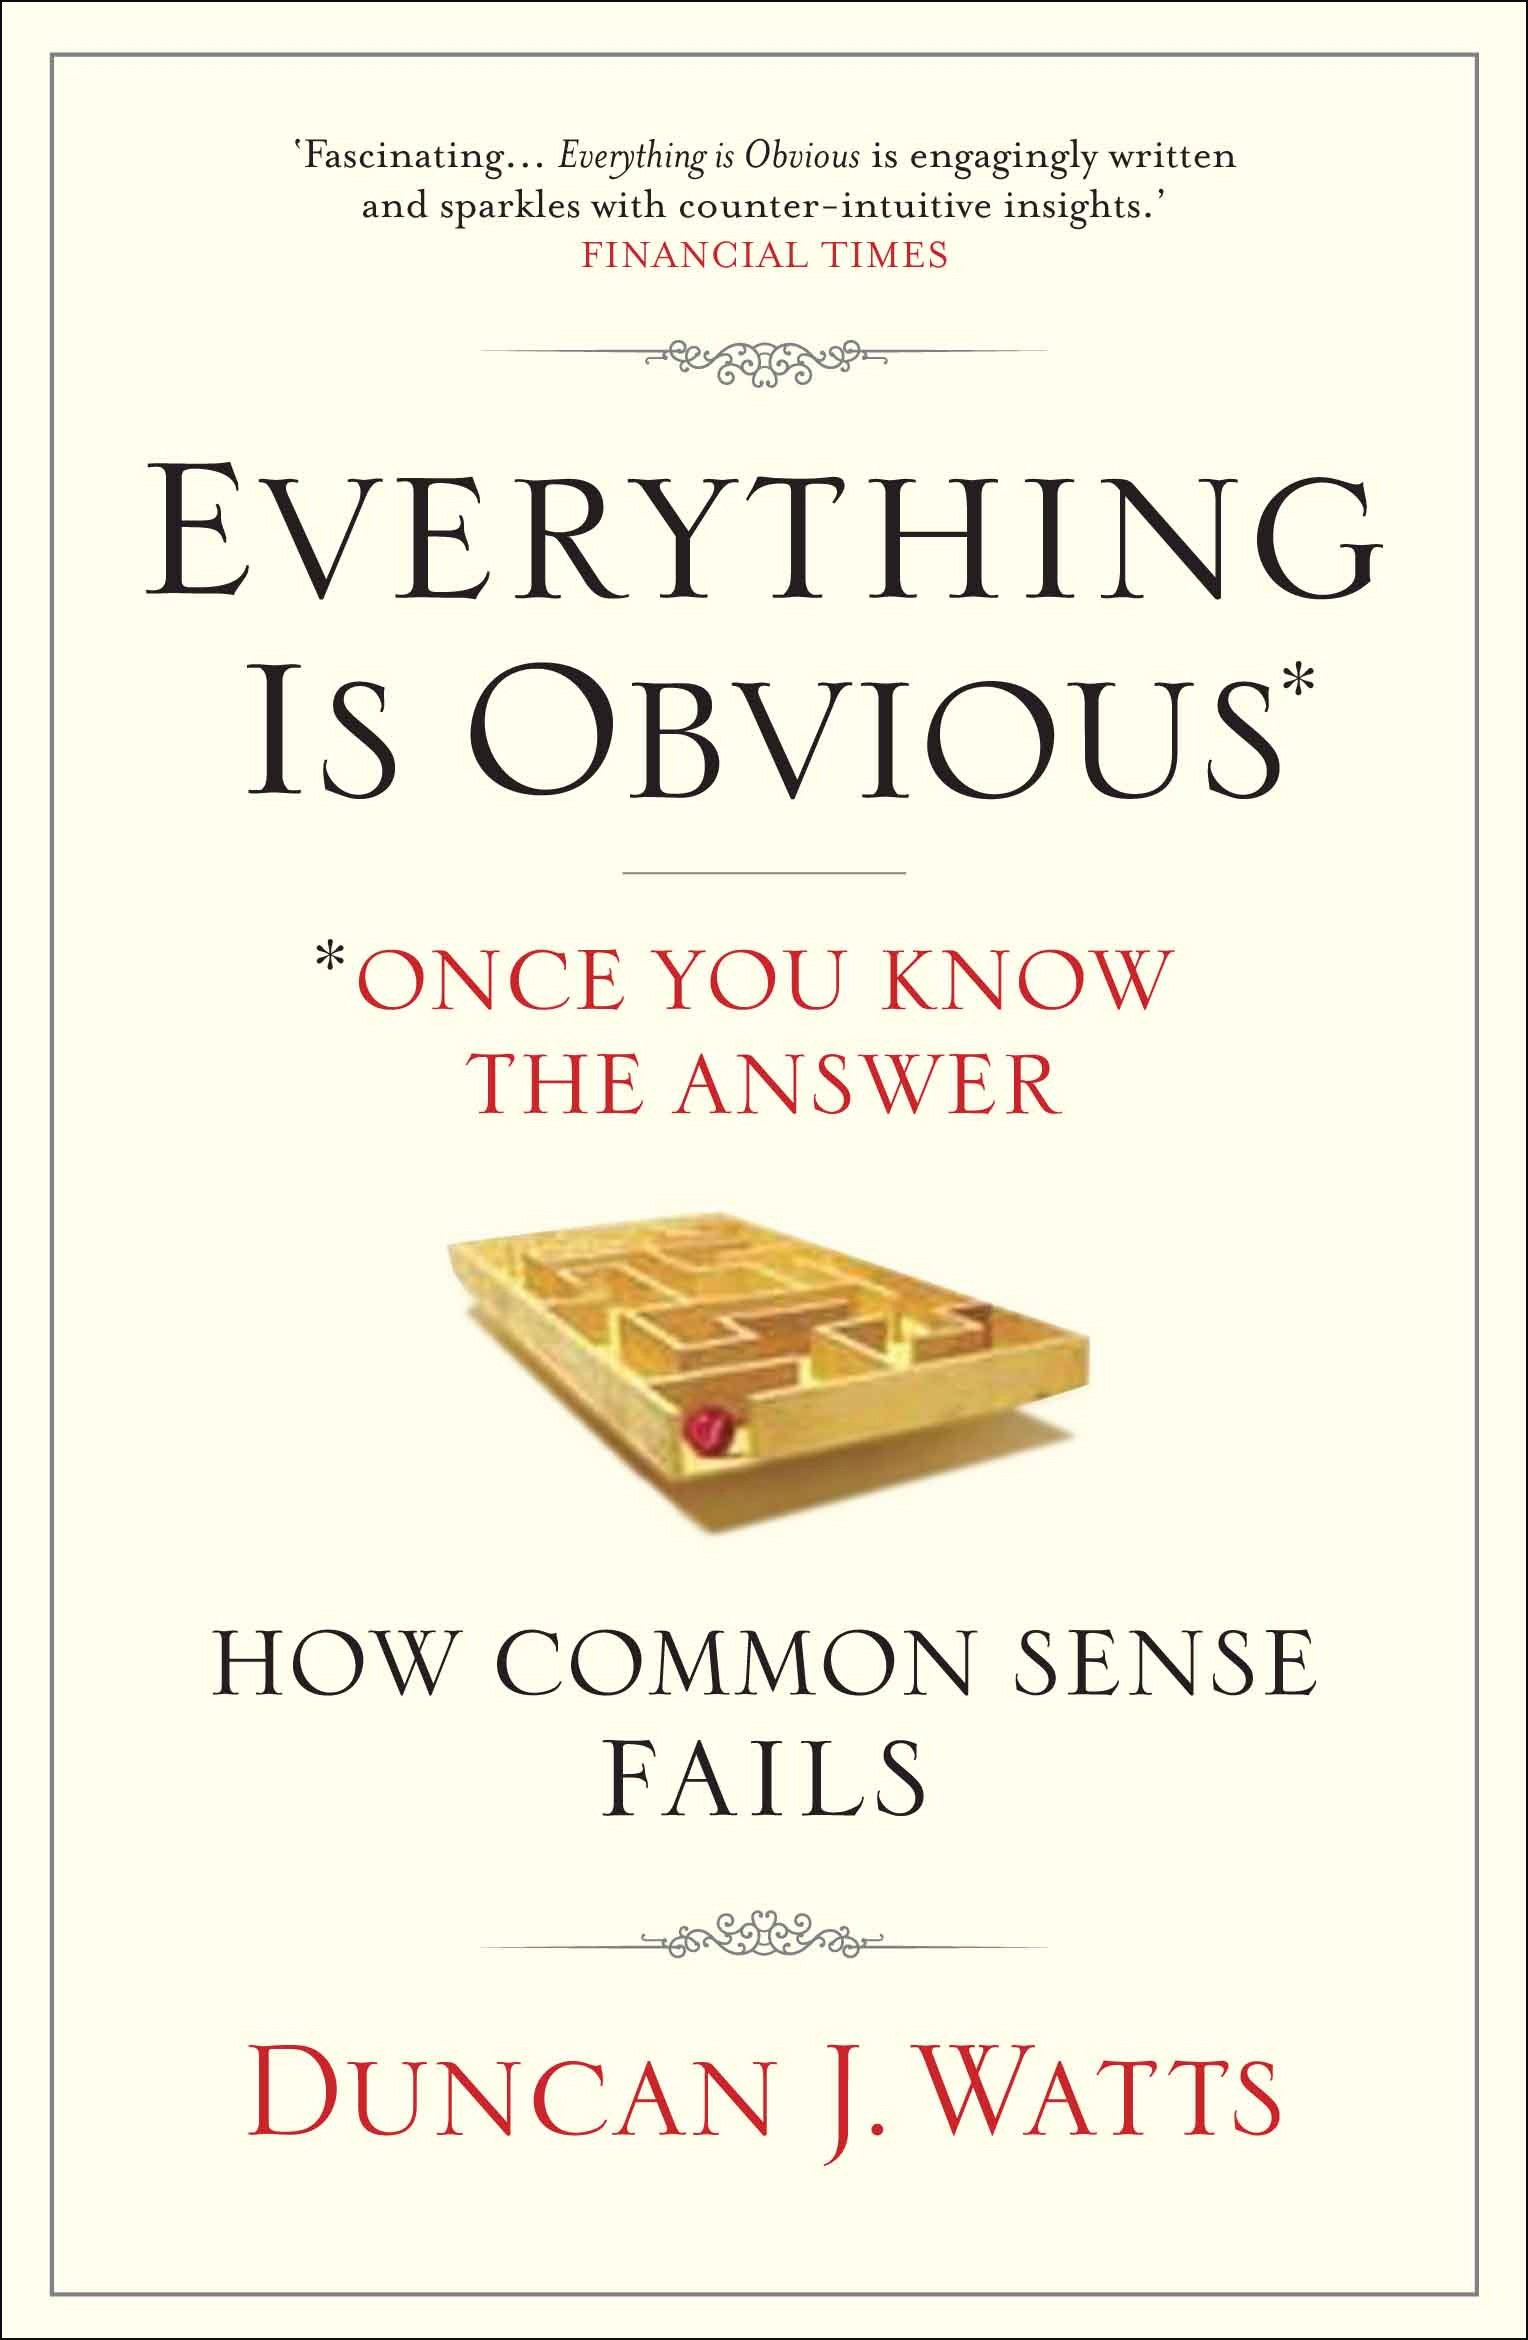 ‘Fascinating... Everything is Obvious is engagingly written
and sparkles with counter-intuitive insights.’
FINANCIAL TIMES
EVERYTHING
IS OBVIOUS*
*ONCE YOU KNOW
THE ANSWER
HOW COMMON SENSE
FAILS
DUNCAN J. WATTS